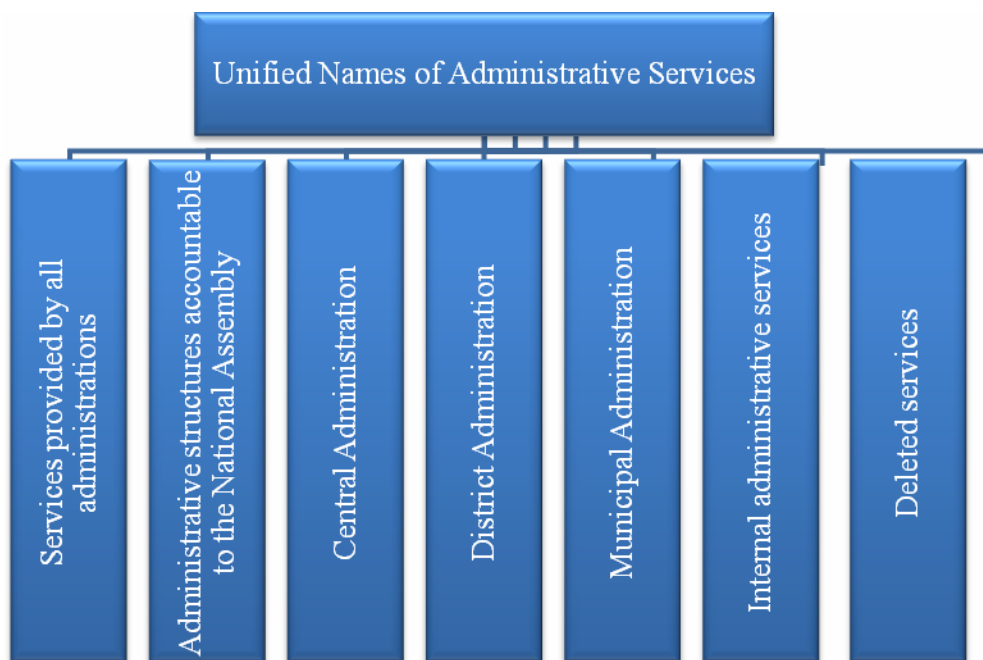 Unified Names of Administrative Services
Services provided by all
administrations
Administrative structures accountable
to the National Assembly
Central Administration
District Administration
Municipal Administration
Internal administrative services
Deleted services